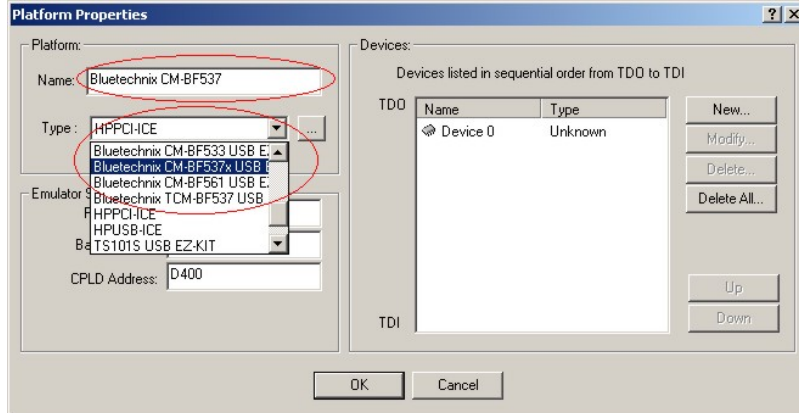 Platform Properties
Platform:
Name: Bluetechnix CM-BF537
Type : HPPCI-ICE
...
Bluetechnix CM-BF533 USB EZ
Bluetechnix CM-BF537x USB E
Bluetechnix CM-BF561 USB EZ
Bluetechnix TCM-BF537 USB
HPPCI-ICE
HPUSB-ICE
TS101S USB EZ-KIT
Emulator S
Ba
CPLD Address: D400
Devices:
Devices listed in sequential order from TDO to TDI
TDO
Name Type
Device 0 Unknown
TDI
New...
Modify...
Delete...
Delete All...
Up
Down
OK Cancel